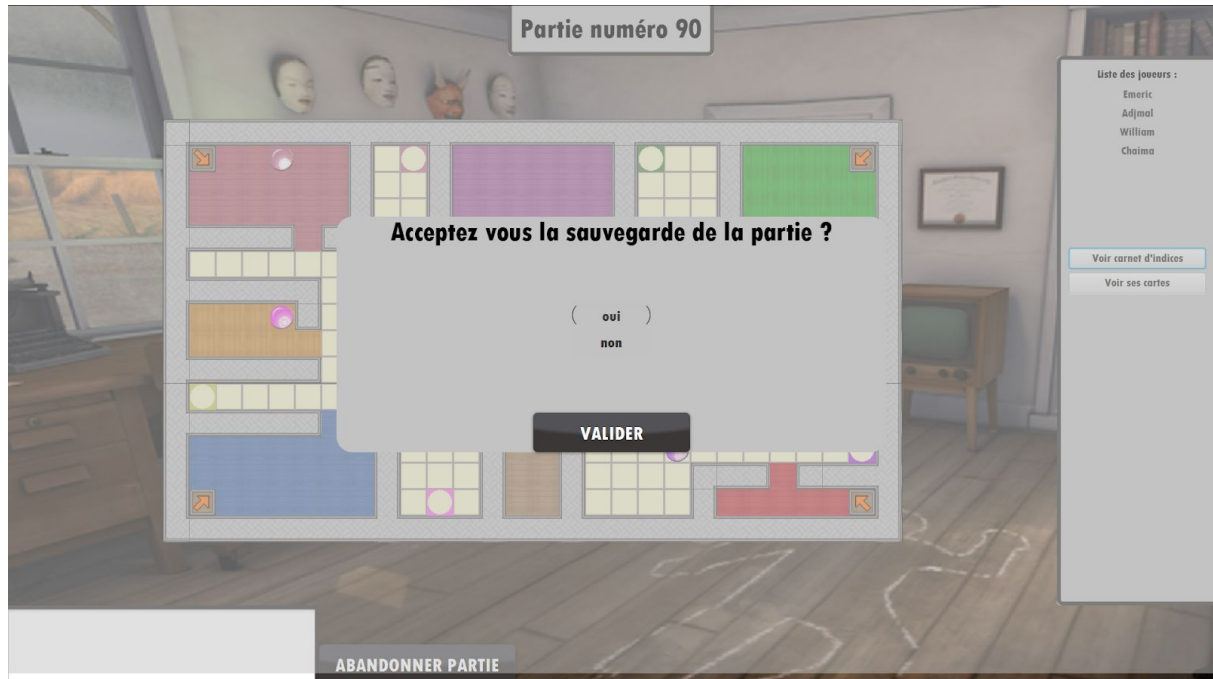 Partie numéro 90
Liste des joueurs :
Emeric
Adjmal
William
Chaima
Acceptez vous la sauvegarde de la partie ?
Voir carnet d'indices
Voir ses cartes
( oui )
non
VALIDER
ABANDONNER PARTIE